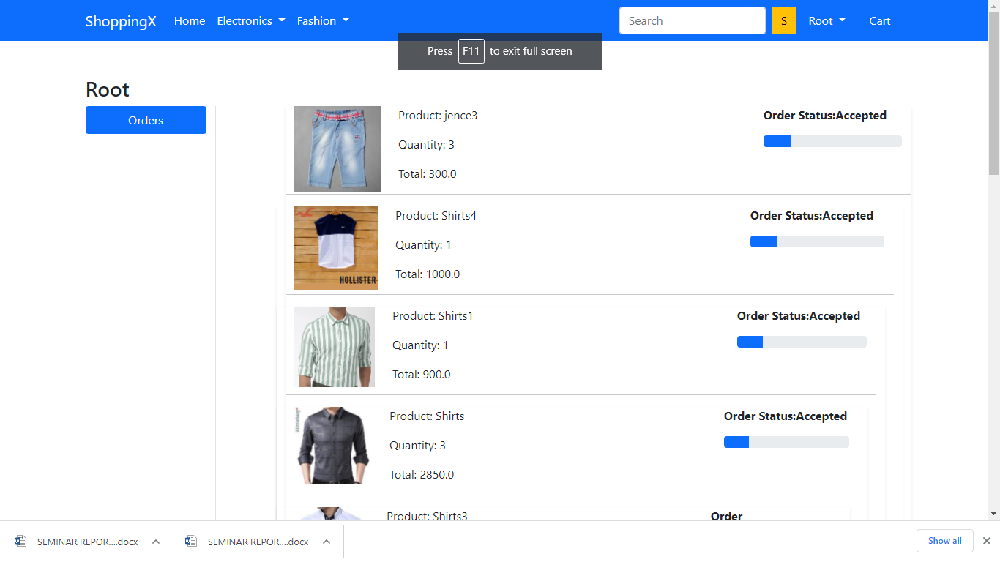 ShoppingX Home Electronics Fashion Search S Root Cart
Press F11 to exit full screen
Root
Orders
Product: jence3
Quantity: 3
Total: 300.0
Order Status:Accepted
Product: Shirts4
Quantity: 1
Total: 1000.0
Order Status:Accepted
HOLLISTER
Product: Shirts1
Quantity: 1
Total: 900.0
Order Status:Accepted
Product: Shirts
Quantity: 3
Total: 2850.0
Order Status:Accepted
Product: Shirts3
Order
SEMINAR REPOR....docx
SEMINAR REPOR....docx
Show all